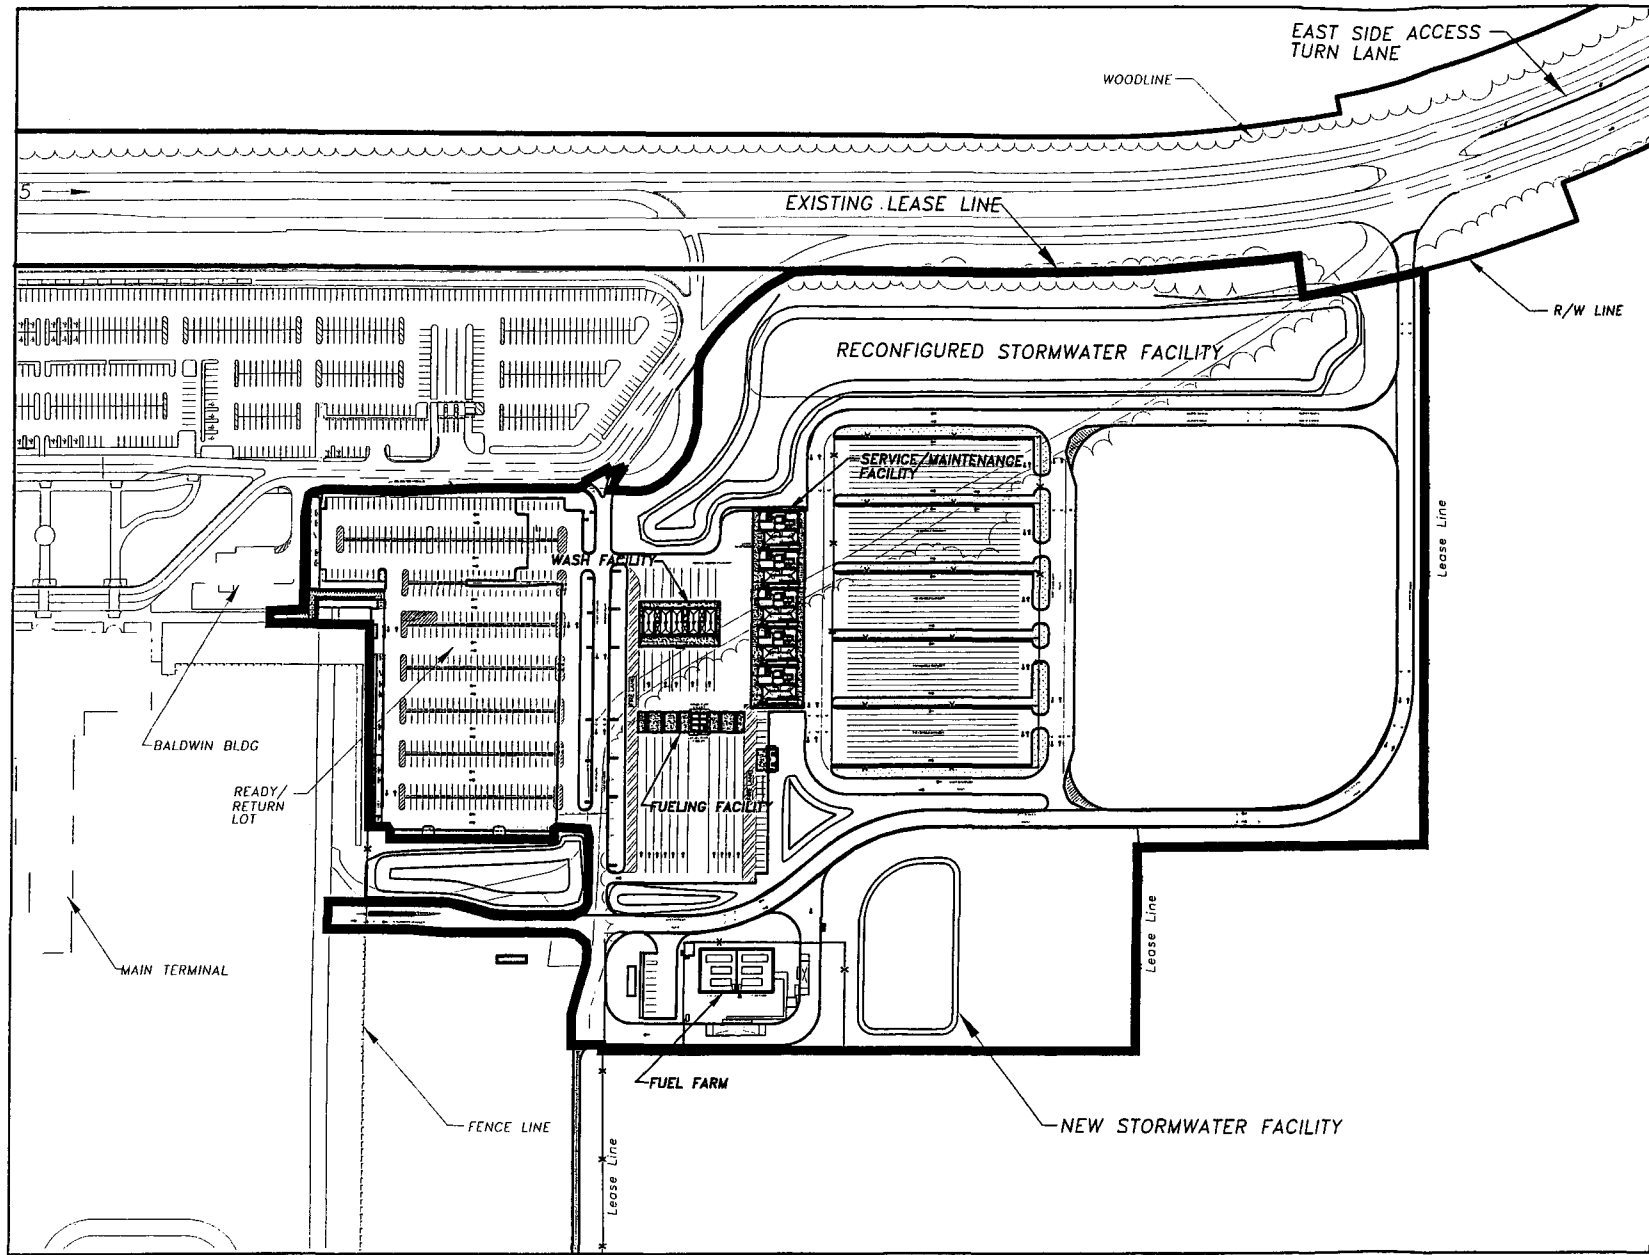 EAST SIDE ACCESS
TURN LANE
WOODLINE
5
EXISTING LEASE LINE
R/W LINE
RECONFIGURED STORMWATER FACILITY
SERVICE/MAINTENANCE
FACILITY
Lease Line
WASH FACILITY
BALDWIN BLDG
READY/
RETURN
LOT
FUELING FACILITY
Lease Line
MAIN TERMINAL
FUEL FARM
FENCE LINE
NEW STORMWATER FACILITY
Lease Line